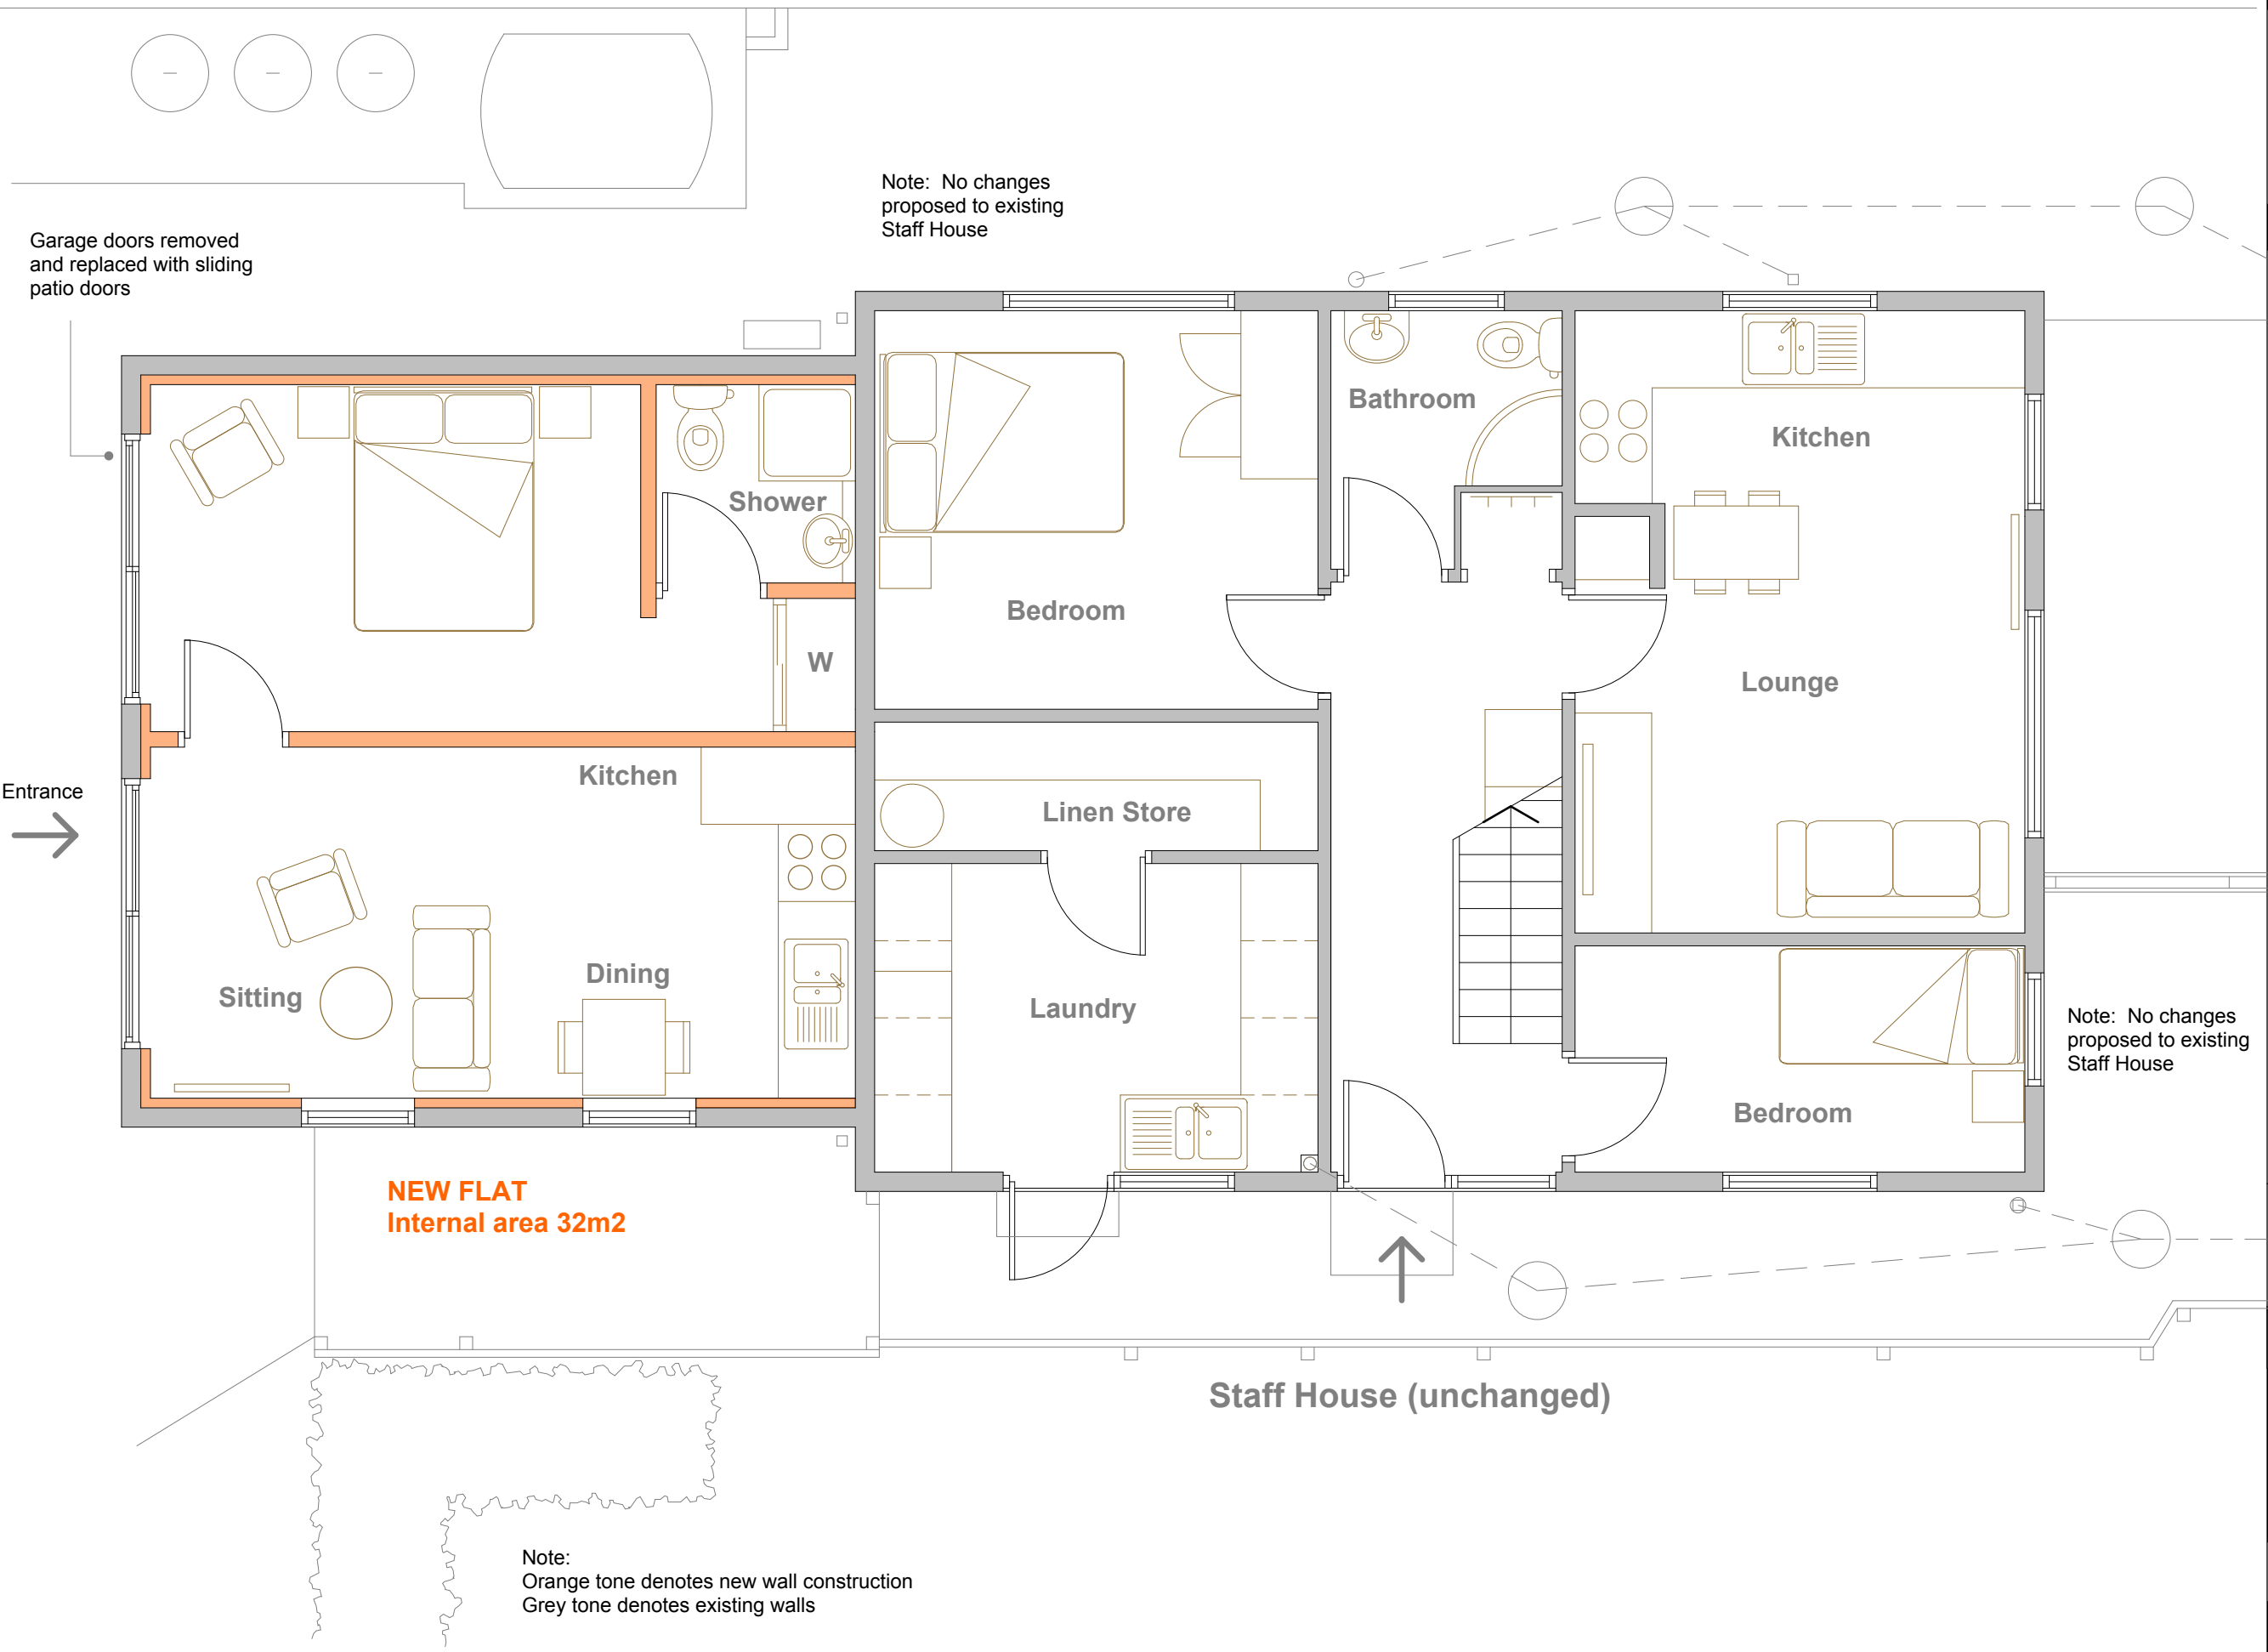 Note:  No changes
proposed to existing
Staff House
Garage doors removed
and replaced with sliding
patio doors
Bathroom
Kitchen
Shower
Bedroom
W
Lounge
Kitchen
Entrance
Linen Store
Dining
Sitting
Laundry
Note:  No changes
proposed to existing
Staff House
Bedroom
NEW FLAT
Internal area 32m2
Staff House (unchanged)
Note:
Orange tone denotes new wall construction
Grey tone denotes existing walls